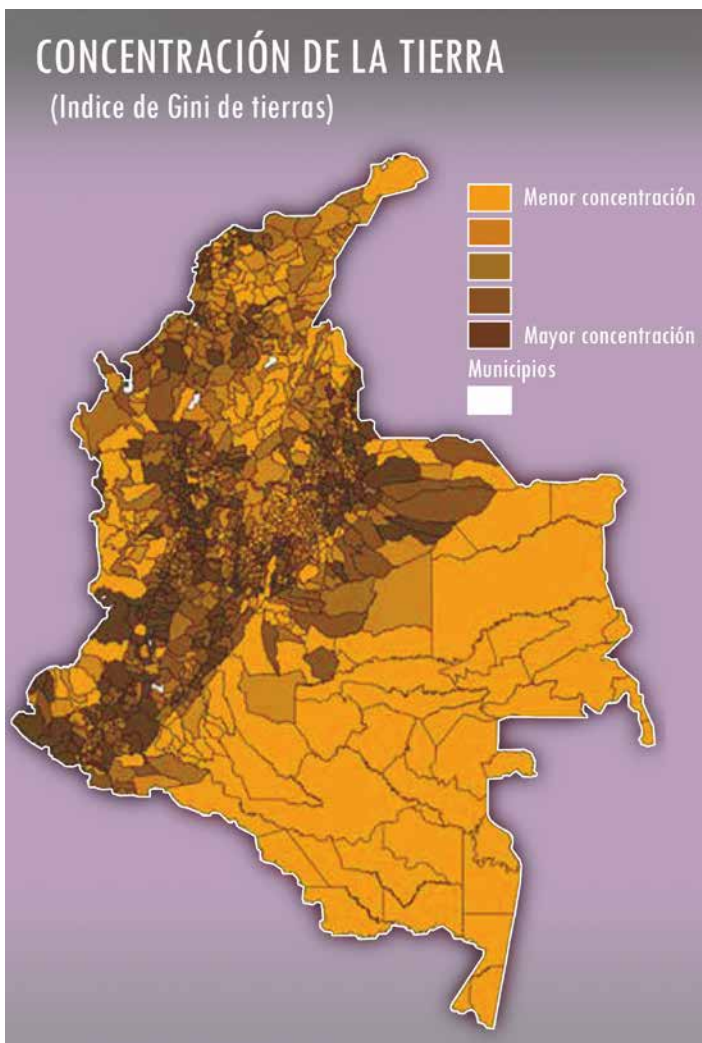 CONCENTRACIÓN DE LA TIERRA
(Indice de Gini de tierras)
Menor concentración
Mayor concentración
Municipios